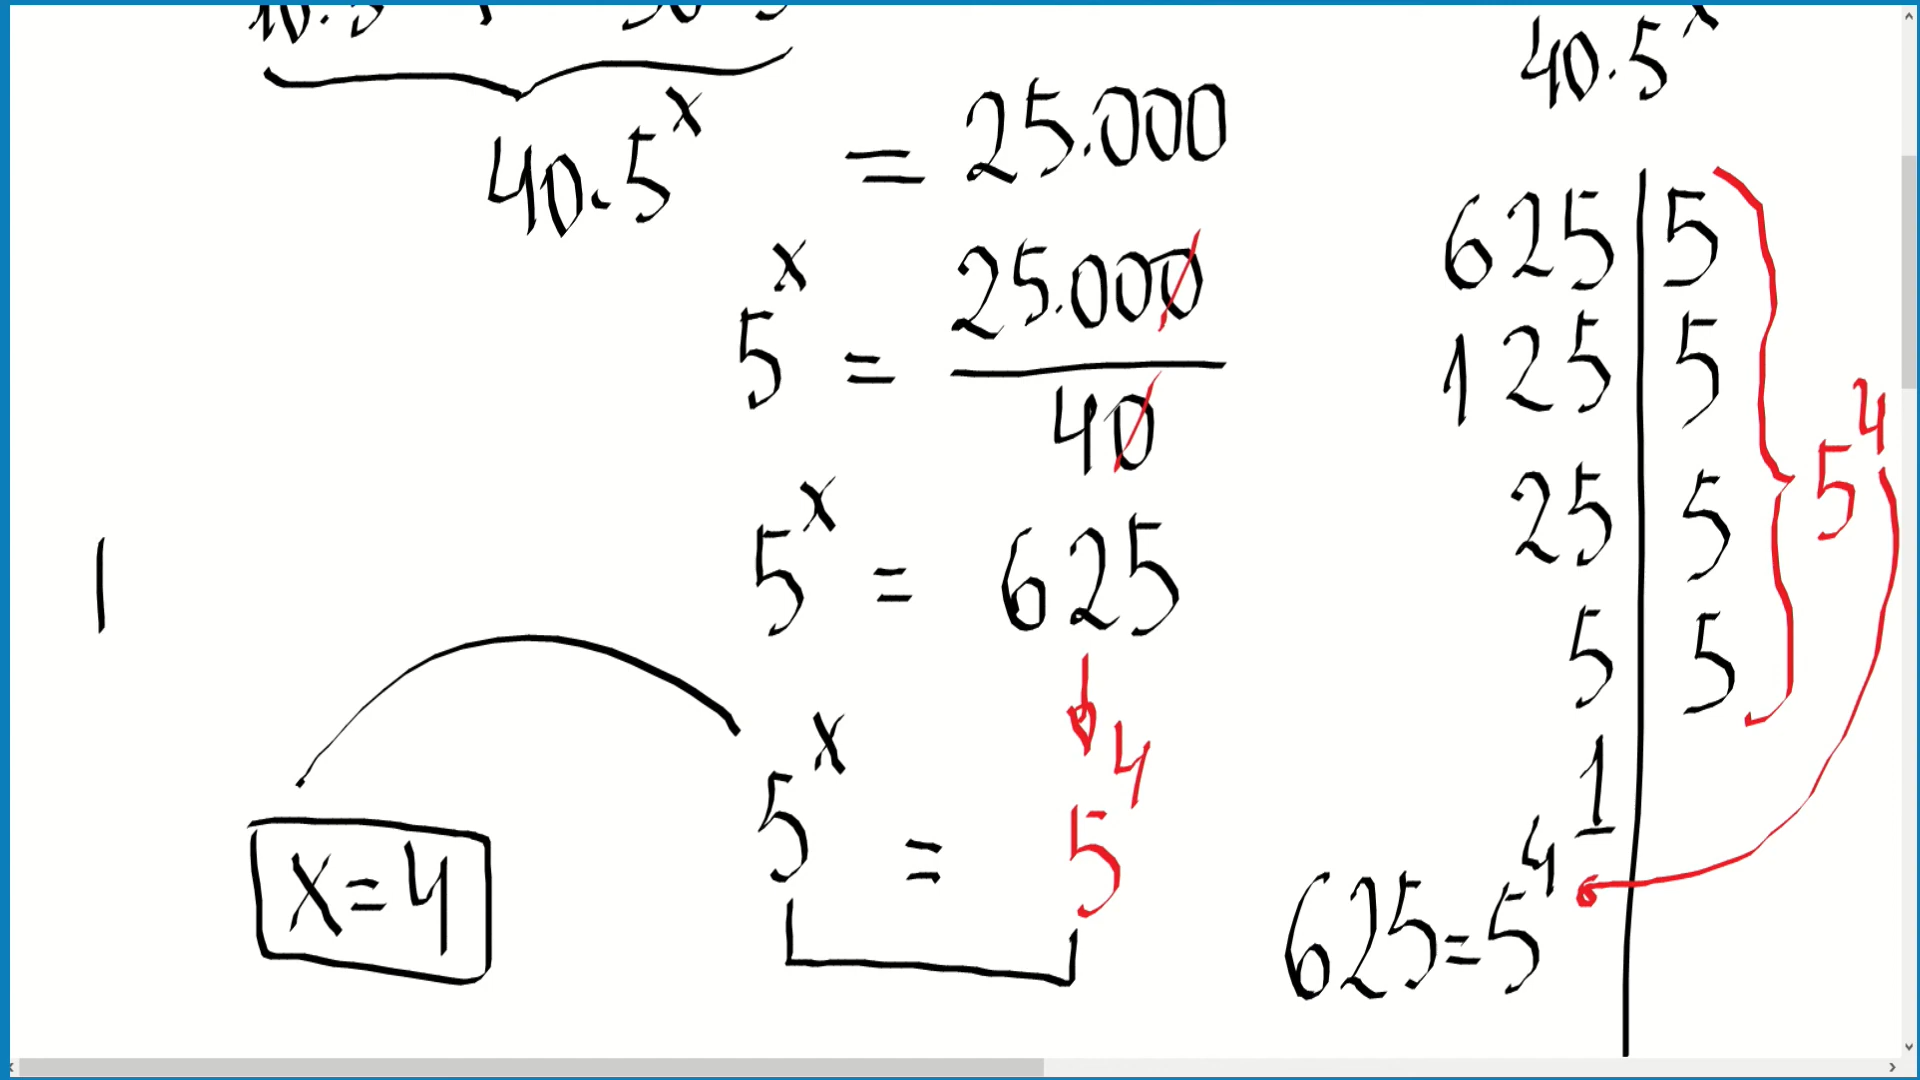 40.5^x = 25.000
5^x = 25.000 / 40
5^x = 625
5^x = 5^4
x=4
40.5^x
625 | 5
125 | 5
25 | 5
5 | 5
1
5^4
625=5^4